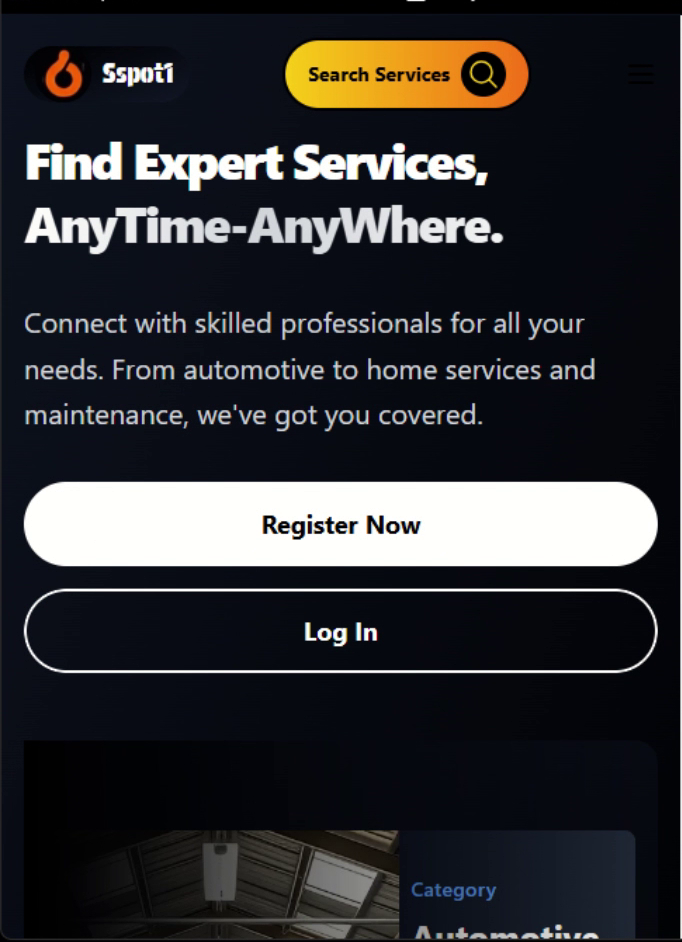 Sspot1
Search Services
Find Expert Services,
AnyTime-AnyWhere.
Connect with skilled professionals for all your
needs. From automotive to home services and
maintenance, we've got you covered.
Register Now
Log In
Category
Automotive